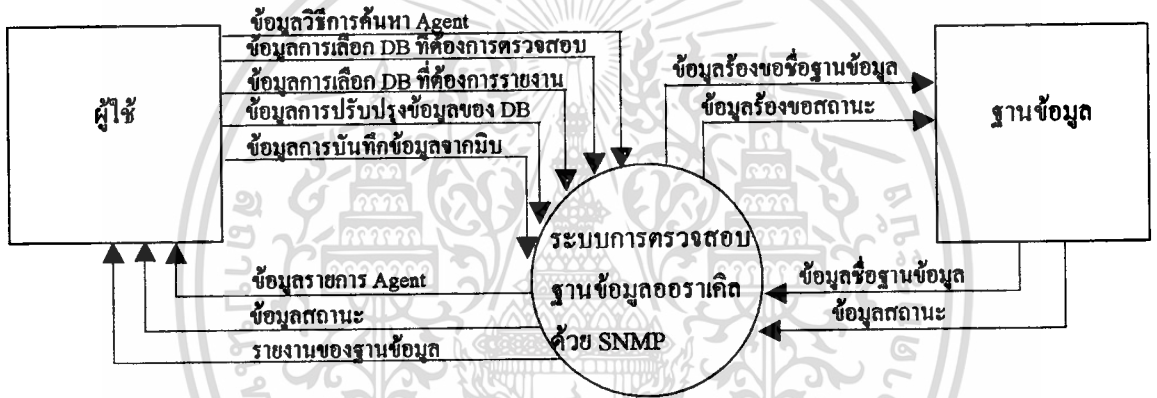 ข้อมูลวิธีการค้นหา Agent
ข้อมูลการเลือก DB ที่ต้องการตรวจสอบ
ข้อมูลการเลือก DB ที่ต้องการรายงาน
ข้อมูลการปรับปรุงข้อมูลของ DB
ข้อมูลการบันทึกข้อมูลจากมิบ
ผู้ใช้
ข้อมูลร้องขอชื่อฐานข้อมูล
ข้อมูลร้องขอสถานะ
ฐานข้อมูล
ระบบการตรวจสอบ
ฐานข้อมูลออราเคิล
ด้วย SNMP
ข้อมูลรายการ Agent
ข้อมูลสถานะ
รายงานของฐานข้อมูล
ข้อมูลชื่อฐานข้อมูล
ข้อมูลสถานะ